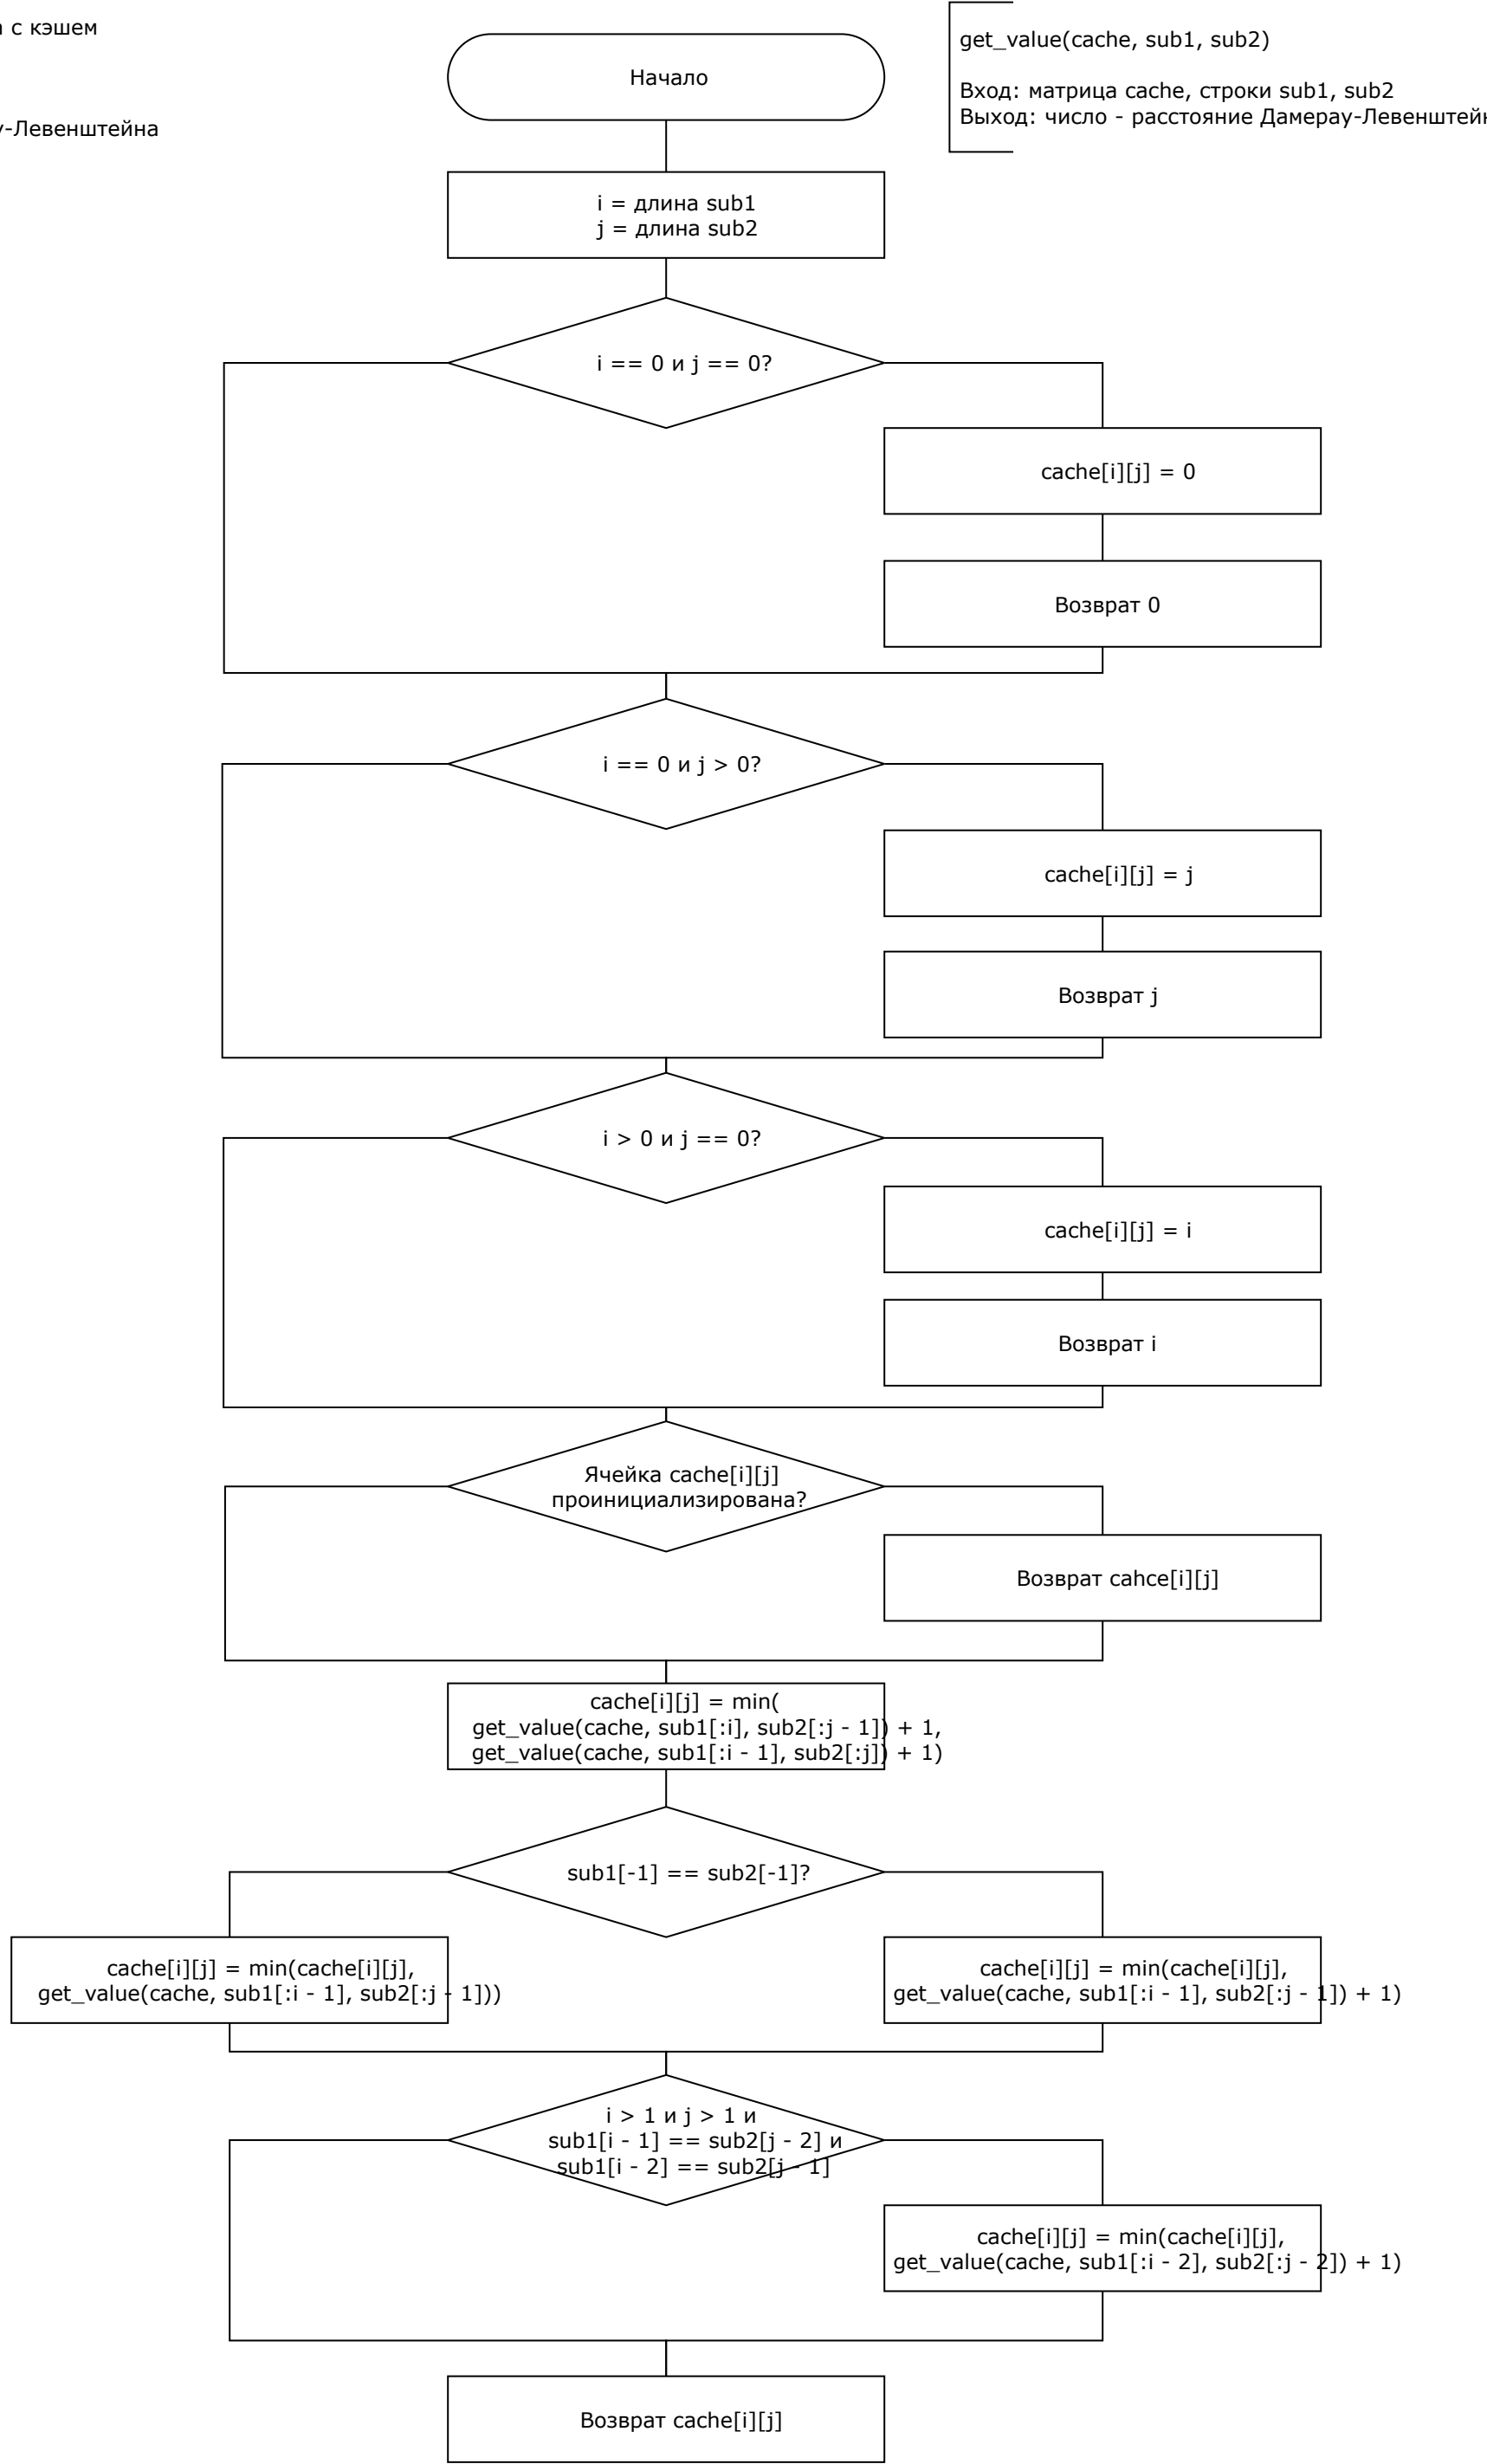 с кэшем
у-Левенштейна
get_value(cache, sub1, sub2)
Вход: матрица cache, строки sub1, sub2
Выход: число - расстояние Дамерау-Левенштей
Начало
i = длина sub1
j = длина sub2
i == 0 и j == 0?
cache[i][j] = 0
Возврат 0
i == 0 и j > 0?
cache[i][j] = j
Возврат j
i > 0 и j == 0?
cache[i][j] = i
Возврат i
Ячейка cache[i][j]
проинициализирована?
Возврат cahce[i][j]
cache[i][j] = min(
get_value(cache, sub1[:i], sub2[:j - 1]) + 1,
get_value(cache, sub1[:i - 1], sub2[:j]) + 1)
sub1[-1] == sub2[-1]?
cache[i][j] = min(cache[i][j],
get_value(cache, sub1[:i - 1], sub2[:j - 1]))
cache[i][j] = min(cache[i][j],
get_value(cache, sub1[:i - 1], sub2[:j - 1]) + 1)
i > 1 и j > 1 и
sub1[i - 1] == sub2[j - 2] и
sub1[i - 2] == sub2[j - 1]
cache[i][j] = min(cache[i][j],
get_value(cache, sub1[:i - 2], sub2[:j - 2]) + 1)
Возврат cache[i][j]